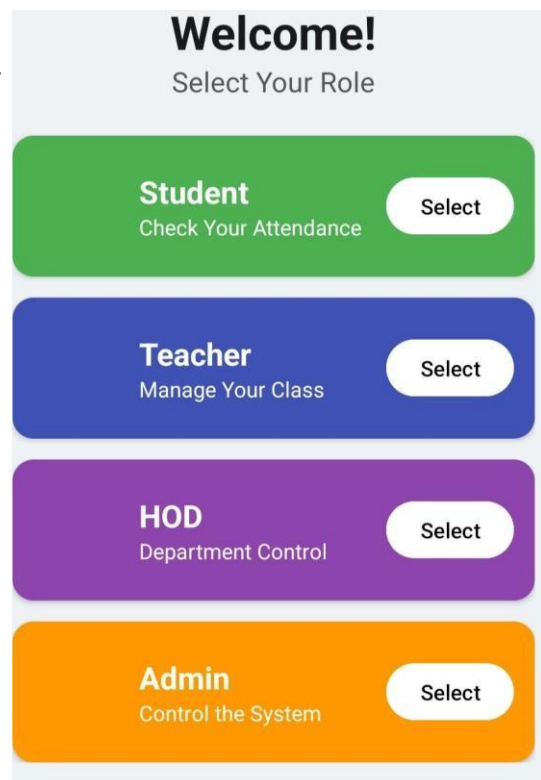 Welcome!
Select Your Role
Student
Check Your Attendance
Select
Teacher
Manage Your Class
Select
HOD
Department Control
Select
Admin
Control the System
Select